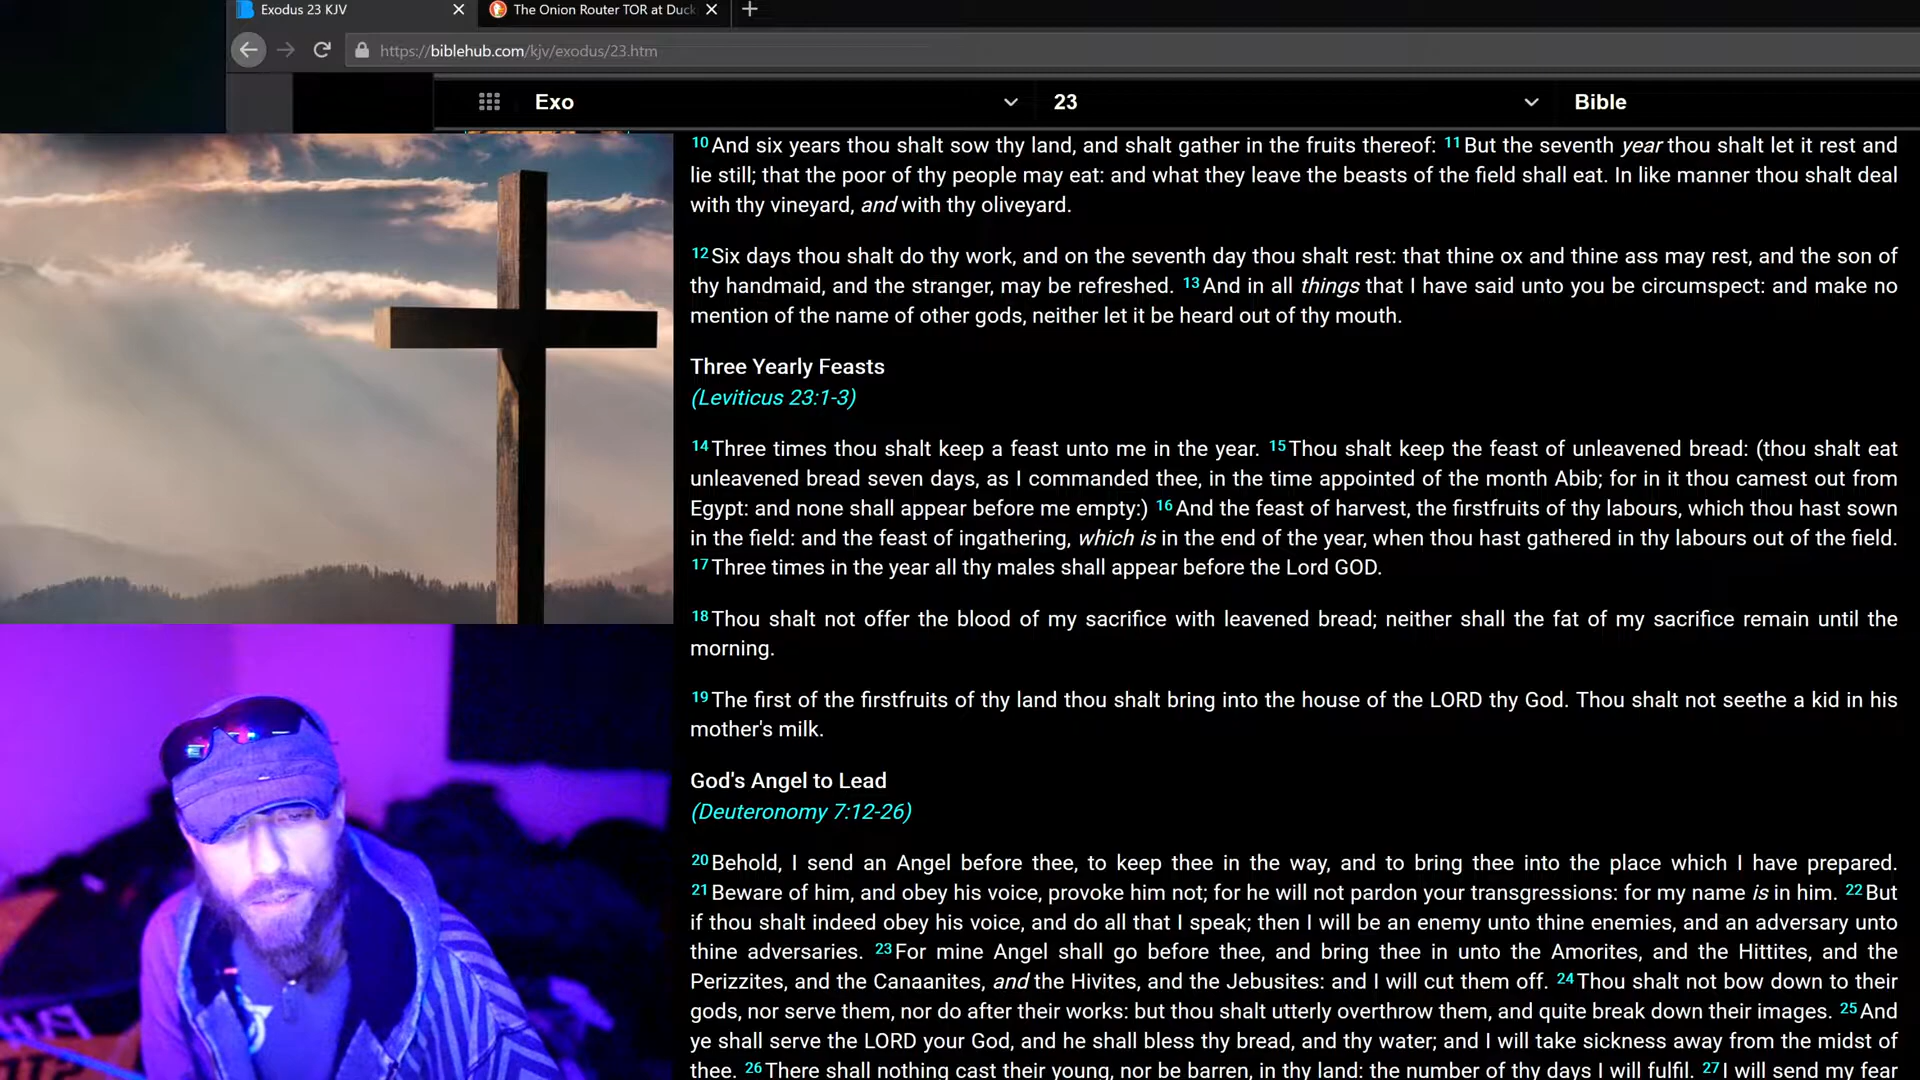 Exodus 23 KJV
The Onion Router TOR at Duck
https://biblehub.com/kjv/exodus/23.htm
Exo 23 Bible
10 And six years thou shalt sow thy land, and shalt gather in the fruits thereof: 11 But the seventh year thou shalt let it rest and
lie still; that the poor of thy people may eat: and what they leave the beasts of the field shall eat. In like manner thou shalt deal
with thy vineyard, and with thy oliveyard.
12 Six days thou shalt do thy work, and on the seventh day thou shalt rest: that thine ox and thine ass may rest, and the son of
thy handmaid, and the stranger, may be refreshed. 13 And in all things that I have said unto you be circumspect: and make no
mention of the name of other gods, neither let it be heard out of thy mouth.
Three Yearly Feasts
(Leviticus 23:1-3)
14 Three times thou shalt keep a feast unto me in the year. 15 Thou shalt keep the feast of unleavened bread: (thou shalt eat
unleavened bread seven days, as I commanded thee, in the time appointed of the month Abib; for in it thou camest out from
Egypt: and none shall appear before me empty:) 16 And the feast of harvest, the firstfruits of thy labours, which thou hast sown
in the field: and the feast of ingathering, which is in the end of the year, when thou hast gathered in thy labours out of the field.
17 Three times in the year all thy males shall appear before the Lord GOD.
18 Thou shalt not offer the blood of my sacrifice with leavened bread; neither shall the fat of my sacrifice remain until the
morning.
19 The first of the firstfruits of thy land thou shalt bring into the house of the LORD thy God. Thou shalt not seethe a kid in his
mother's milk.
God's Angel to Lead
(Deuteronomy 7:12-26)
20 Behold, I send an Angel before thee, to keep thee in the way, and to bring thee into the place which I have prepared.
21 Beware of him, and obey his voice, provoke him not; for he will not pardon your transgressions: for my name is in him. 22 But
if thou shalt indeed obey his voice, and do all that I speak; then I will be an enemy unto thine enemies, and an adversary unto
thine adversaries. 23 For mine Angel shall go before thee, and bring thee in unto the Amorites, and the Hittites, and the
Perizzites, and the Canaanites, and the Hivites, and the Jebusites: and I will cut them off. 24 Thou shalt not bow down to their
gods, nor serve them, nor do after their works: but thou shalt utterly overthrow them, and quite break down their images. 25 And
ye shall serve the LORD your God, and he shall bless thy bread, and thy water; and I will take sickness away from the midst of
thee. 26 There shall nothing cast their young, nor be barren, in thy land: the number of thy days I will fulfil. 27 I will send my fear